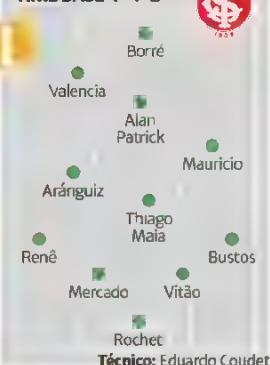 Borré
Valencia
Alan
Patrick
Mauricio
Aránguiz
Thiago
Maia
Renê
Bustos
Mercado
Vitão
Rochet
Técnico: Eduardo Coudet